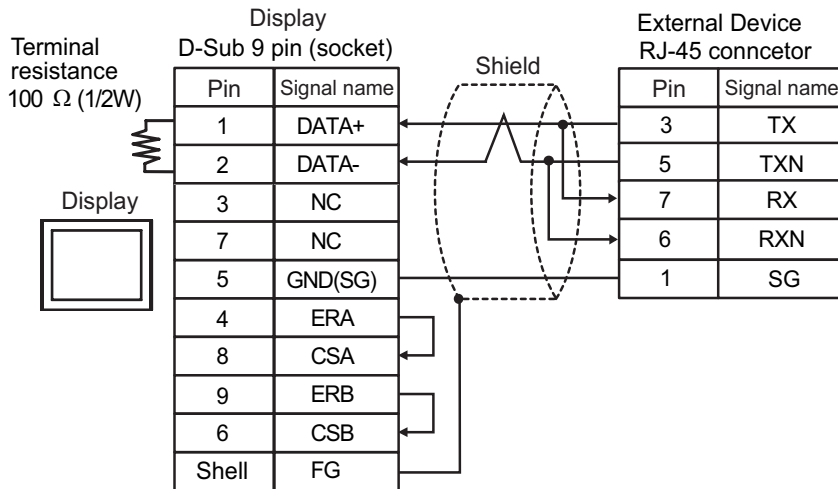 Display
D-Sub 9 pin (socket)
Terminal
resistance
100 Ω (1/2W)
Shield
External Device
RJ-45 conncetor
Pin Signal name
1 DATA+
2 DATA-
3 NC
7 NC
5 GND(SG)
4 ERA
8 CSA
9 ERB
6 CSB
Shell FG
Display
Pin Signal name
3 TX
5 TXN
7 RX
6 RXN
1 SG